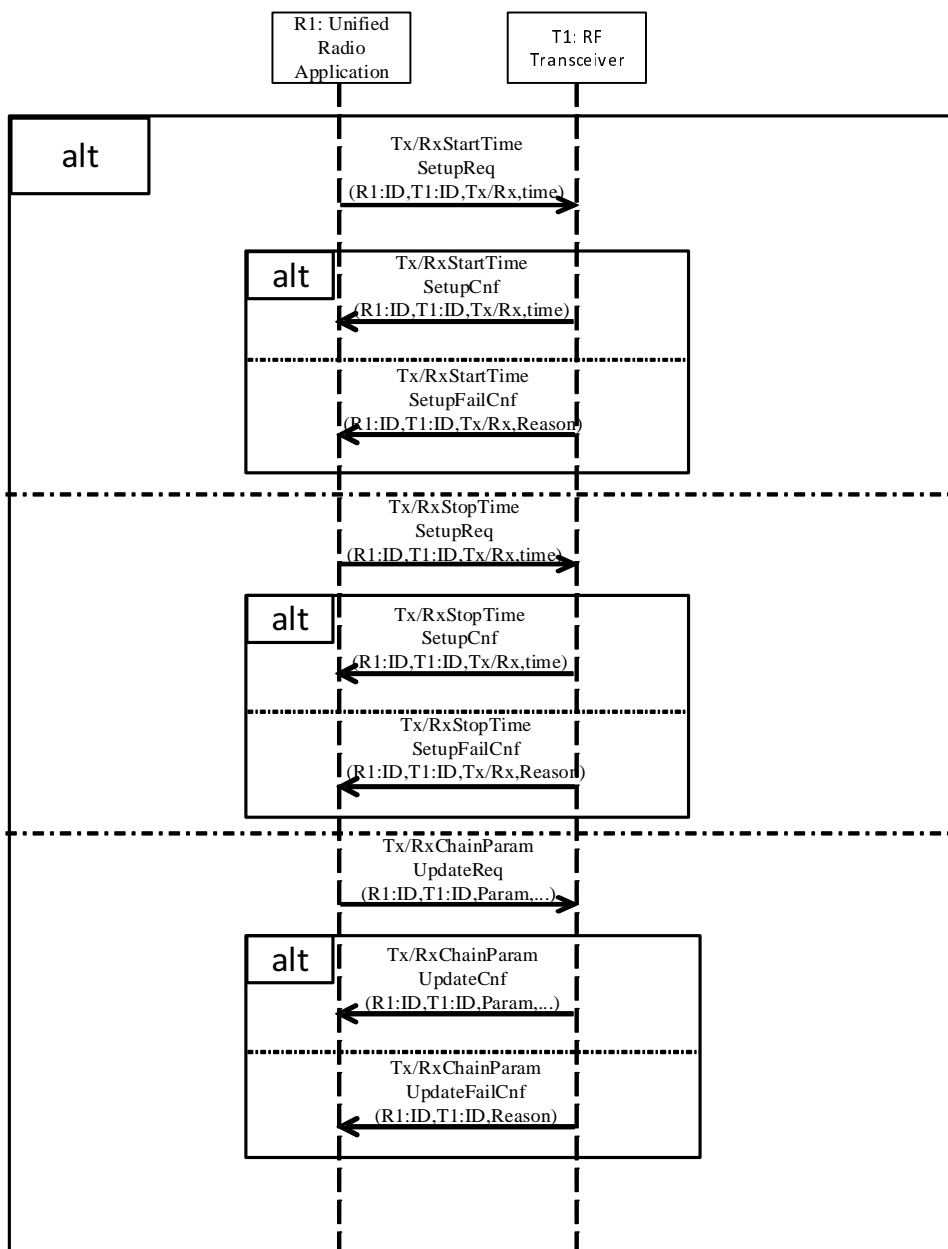 R1: Unified
Radio
Application
T1: RF
Transceiver
alt
Tx/RxStartTime
SetupReq
(R1:ID,T1:ID,Tx/Rx,time)
alt
Tx/RxStartTime
SetupCnf
(R1:ID,T1:ID,Tx/Rx,time)
Tx/RxStartTime
SetupFailCnf
(R1:ID,T1:ID,Tx/Rx,Reason)
Tx/RxStopTime
SetupReq
(R1:ID,T1:ID,Tx/Rx,time)
alt
Tx/RxStopTime
SetupCnf
(R1:ID,T1:ID,Tx/Rx,time)
Tx/RxStopTime
SetupFailCnf
(R1:ID,T1:ID,Tx/Rx,Reason)
Tx/RxChainParam
UpdateReq
(R1:ID,T1:ID,Param,...)
alt
Tx/RxChainParam
UpdateCnf
(R1:ID,T1:ID,Param,...)
Tx/RxChainParam
UpdateFailCnf
(R1:ID,T1:ID,Reason)